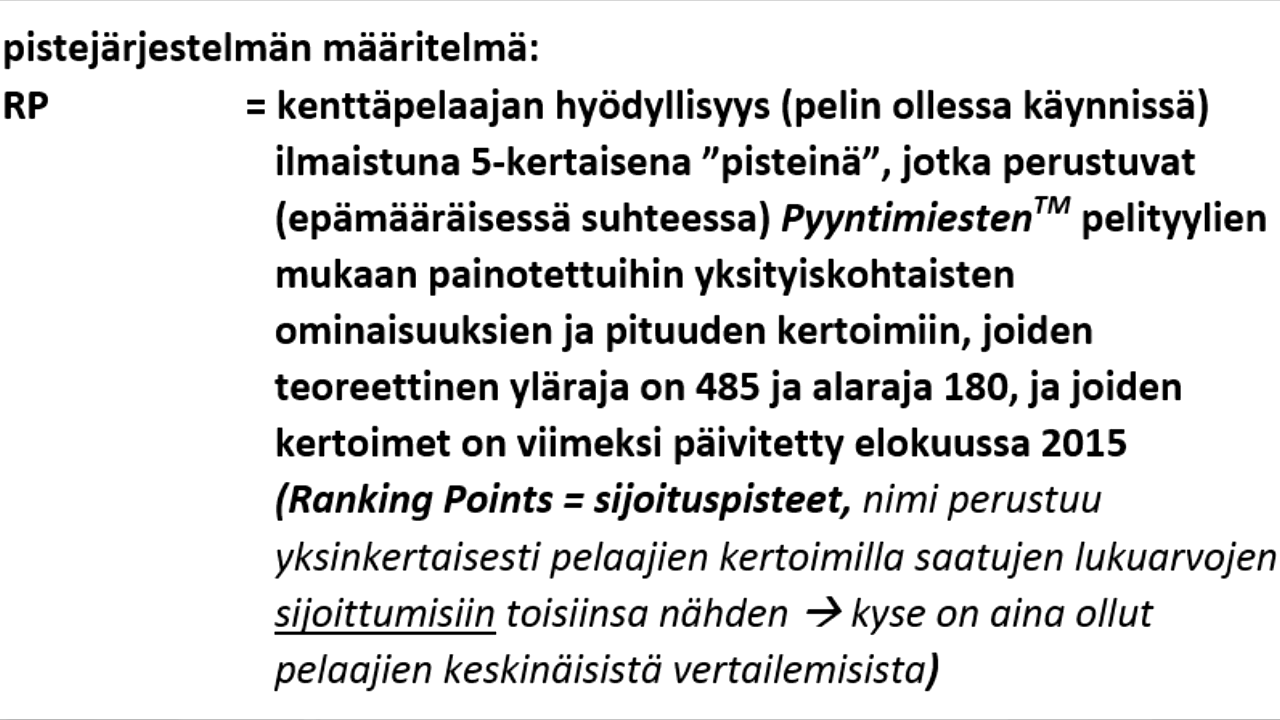 pistejärjestelmän määritelmä:
RP = kenttäpelaajan hyödyllisyys (pelin ollessa käynnissä)
ilmaistuna 5-kertaisena ”pisteinä”, jotka perustuvat
(epämääräisessä suhteessa) Pyyntimiesten™ pelityylien
mukaan painotettuihin yksityiskohtaisten
ominaisuuksien ja pituuden kertoimiin, joiden
teoreettinen yläraja on 485 ja alaraja 180, ja joiden
kertoimet on viimeksi päivitetty elokuussa 2015
(Ranking Points = sijoituspisteet, nimi perustuu
yksinkertaisesti pelaajien kertoimilla saatujen lukuarvojen
sijoittumisiin toisiinsa nähden → kyse on aina ollut
pelaajien keskinäisistä vertailemisista)